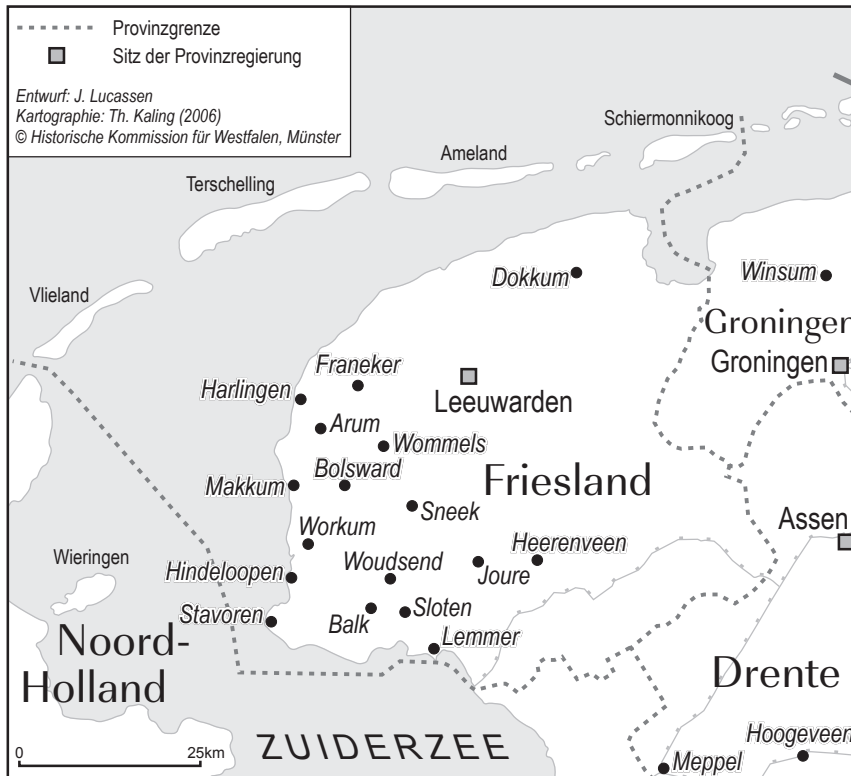 Provinzgrenze
Sitz der Provinzregierung
Entwurf: J. Lucassen
Kartographie: Th. Kaling (2006)
© Historische Kommission für Westfalen, Münster
Schiermonnikoog
Ameland
Terschelling
Vlieland
Dokkum
Winsum
Groningen
Groningen
Franeker
Harlingen
Leeuwarden
Arum
Wommels
Bolsward
Makkum
Friesland
Sneek
Assen
Workum
Heerenveen
Wieringen
Woudsend
Hindeloopen
Joure
Stavoren
Balk
Sloten
Noord-
Holland
Lemmer
Drente
Hoogeveen
ZUIDERZEE
0 25km
Meppel